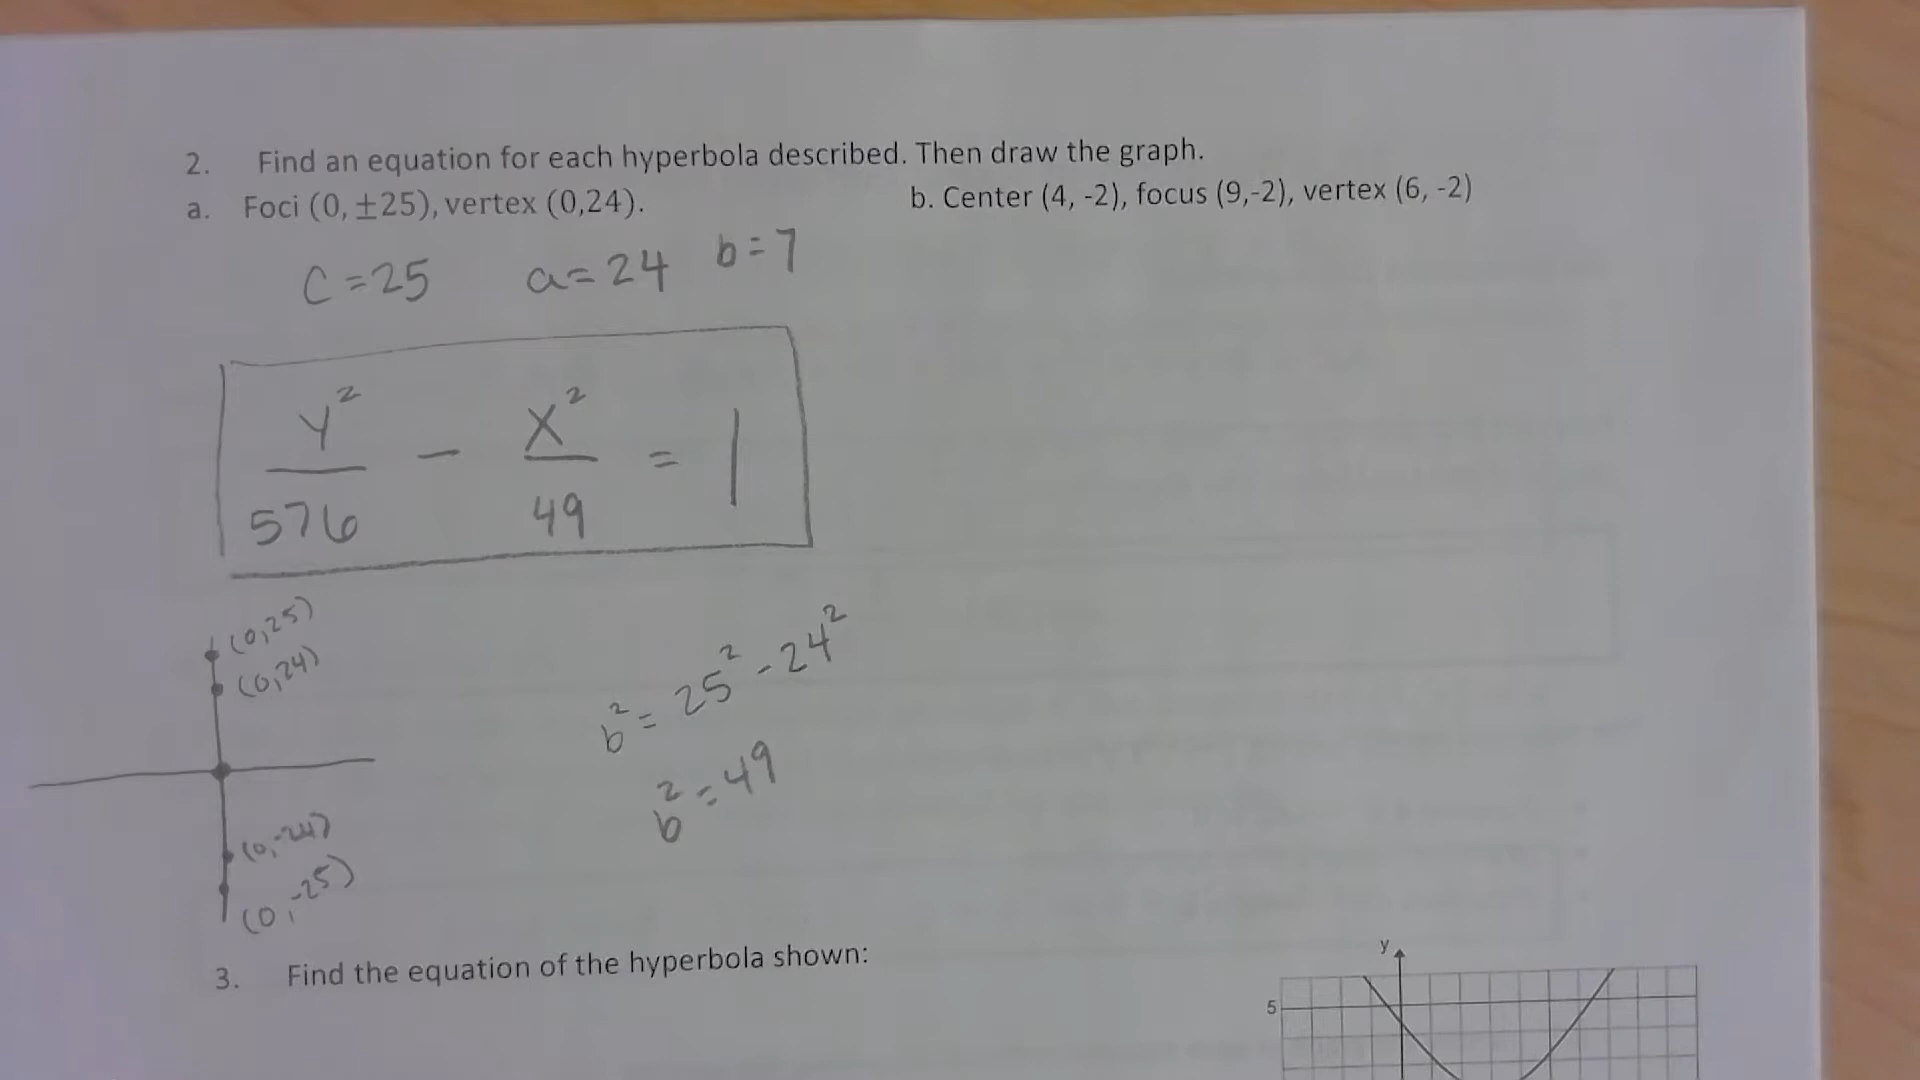 2. Find an equation for each hyperbola described. Then draw the graph.
a. Foci (0, ±25), vertex (0,24).
b. Center (4, -2), focus (9,-2), vertex (6, -2)
C = 25 a = 24 b = 7
y² / 576 - x² / 49 = 1
(0,25)
(0,24)
b² = 25² - 24²
b² = 49
(0,-24)
(0,-25)
3. Find the equation of the hyperbola shown:
y
5